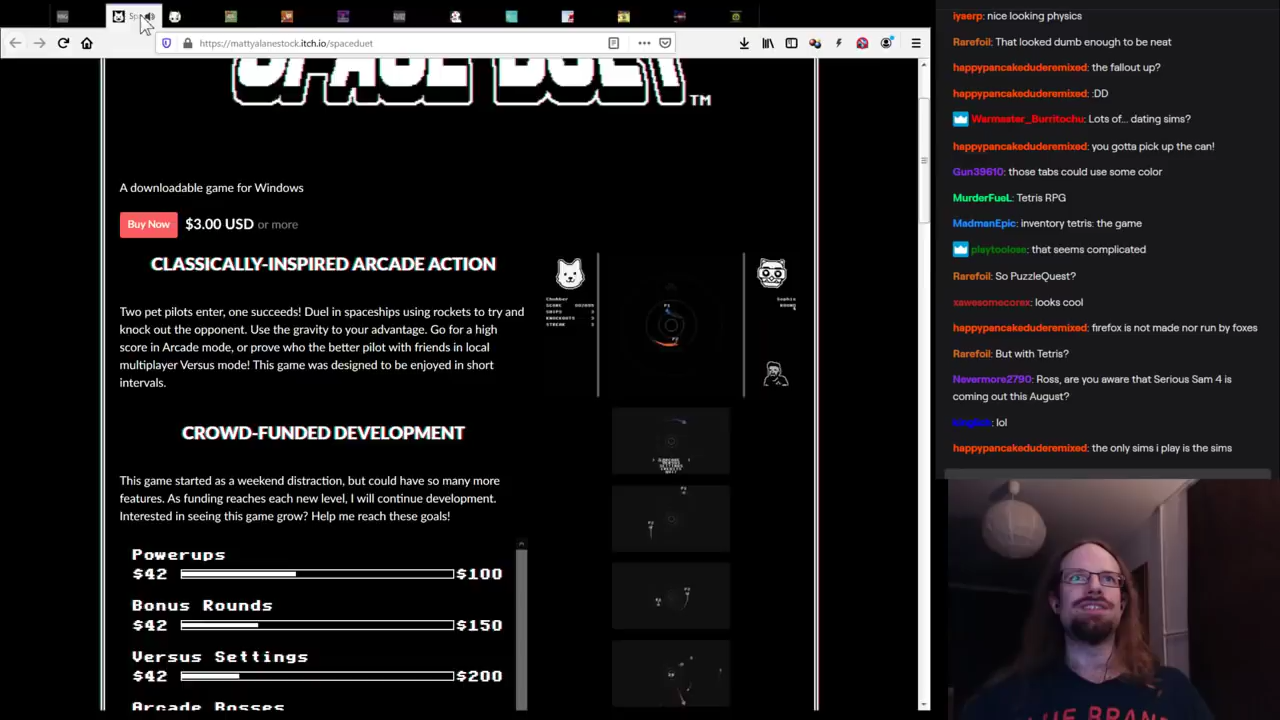 https://mattyalanestock.itch.io/spaceduet
SPACE DUET™
A downloadable game for Windows
Buy Now $3.00 USD or more
CLASSICALLY-INSPIRED ARCADE ACTION
Two pet pilots enter, one succeeds! Duel in spaceships using rockets to try and
knock out the opponent. Use the gravity to your advantage. Go for a high
score in Arcade mode, or prove who the better pilot with friends in local
multiplayer Versus mode! This game was designed to be enjoyed in short
intervals.
CROWD-FUNDED DEVELOPMENT
This game started as a weekend distraction, but could have so many more
features. As funding reaches each new level, I will continue development.
Interested in seeing this game grow? Help me reach these goals!
Powerups
$42 $100
Bonus Rounds
$42 $150
Versus Settings
$42 $200
Arcade Bosses
iyaerp: nice looking physics
Rarefoil: That looked dumb enough to be neat
happypancakeduderemixed: the fallout up?
happypancakeduderemixed: :DD
Warmaster_Burritochu: Lots of... dating sims?
happypancakeduderemixed: you gotta pick up the can!
Gun39610: those tabs could use some color
MurderFueL: Tetris RPG
MadmanEpic: inventory tetris: the game
playtoolose: that seems complicated
Rarefoil: So PuzzleQuest?
xawesomecorex: looks cool
happypancakeduderemixed: firefox is not made nor run by foxes
Rarefoil: But with Tetris?
Nevermore2790: Ross, are you aware that Serious Sam 4 is
coming out this August?
lol
happypancakeduderemixed: the only sims i play is the sims